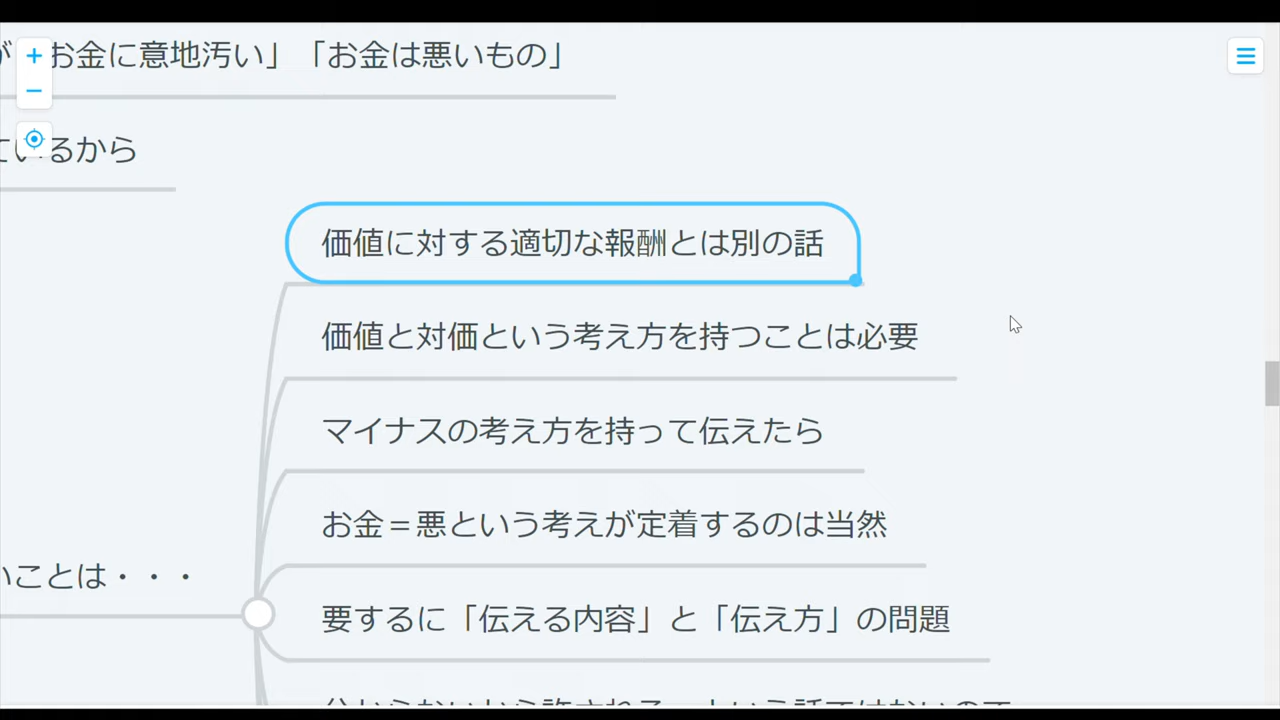 お金に意地汚い」「お金は悪いもの」
ているから
価値に対する適切な報酬とは別の話
価値と対価という考え方を持つことは必要
マイナスの考え方を持って伝えたら
お金＝悪という考えが定着するのは当然
いことは・・・
要するに「伝える内容」と「伝え方」の問題